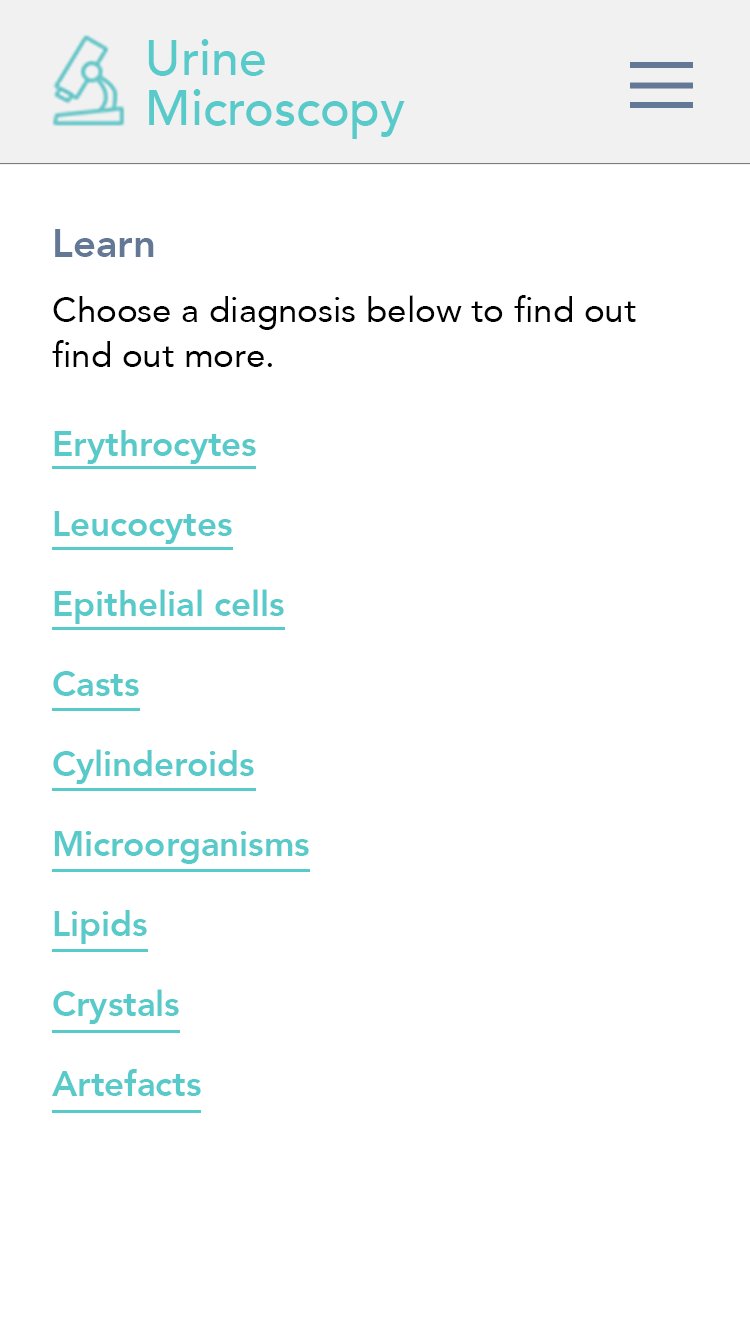 Urine
Microscopy
Learn
Choose a diagnosis below to find out
find out more.
Erythrocytes
Leucocytes
Epithelial cells
Casts
Cylinderoids
Microorganisms
Lipids
Crystals
Artefacts